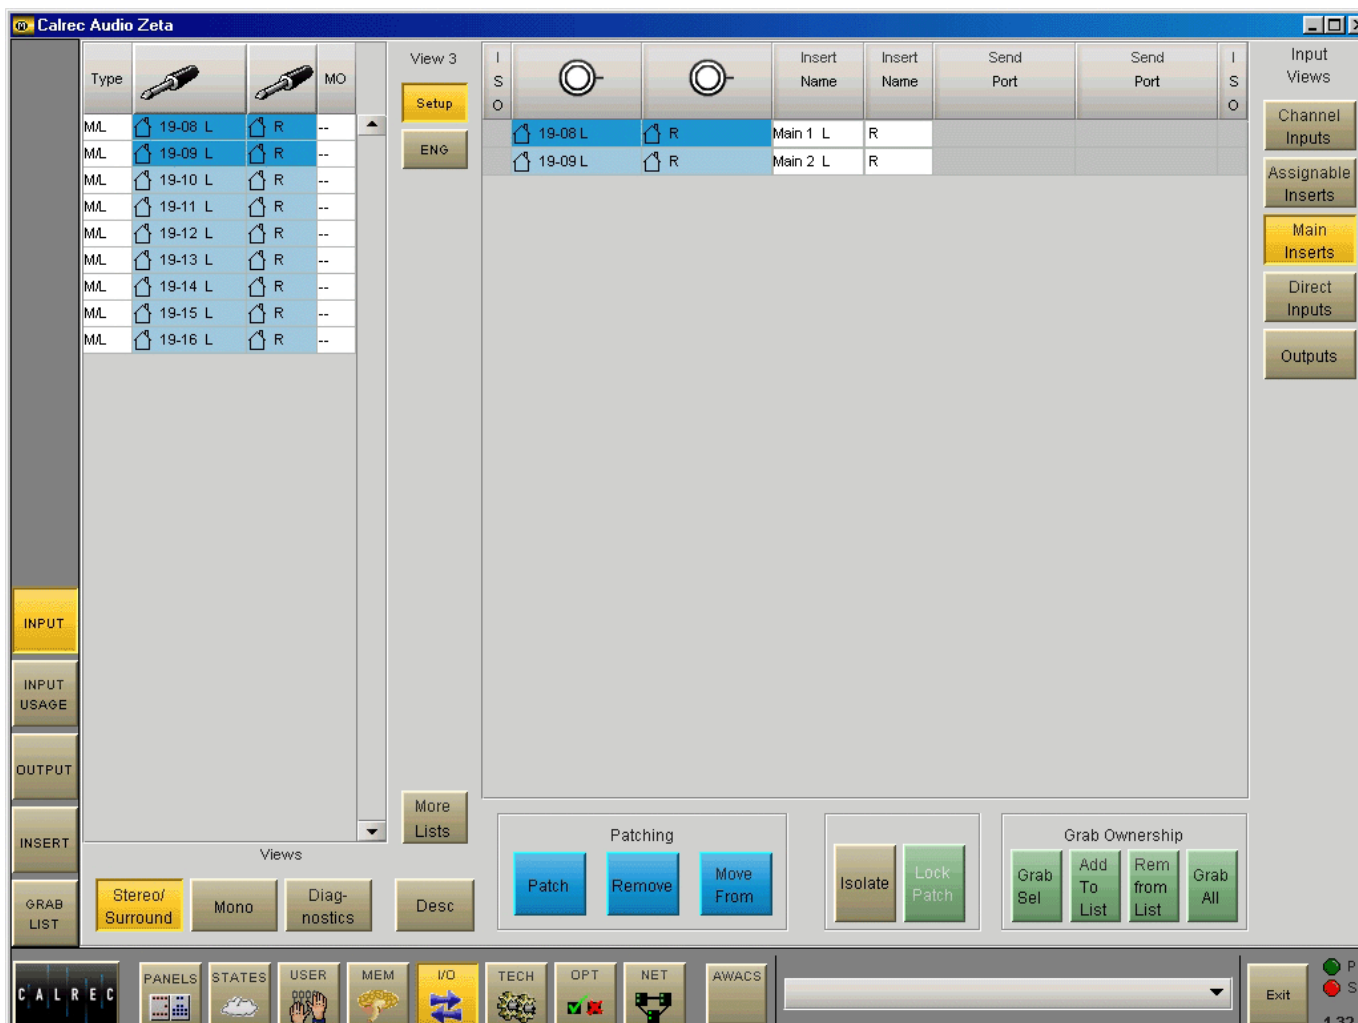 Calrec Audio Zeta
Type MO
M/L 19-08 L R --
M/L 19-09 L R --
M/L 19-10 L R --
M/L 19-11 L R --
M/L 19-12 L R --
M/L 19-13 L R --
M/L 19-14 L R --
M/L 19-15 L R --
M/L 19-16 L R --
View 3
Setup
ENG
More
Lists
I
S
O
Insert
Name
Insert
Name
Send
Port
Send
Port
I
S
O
19-08 L R Main 1 L R
19-09 L R Main 2 L R
Input
Views
Channel
Inputs
Assignable
Inserts
Main
Inserts
Direct
Inputs
Outputs
INPUT
INPUT
USAGE
OUTPUT
INSERT
GRAB
LIST
Views
Stereo/
Surround
Mono
Diag-
nostics
Desc
Patching
Patch
Remove
Move
From
Isolate
Lock
Patch
Grab Ownership
Grab
Sel
Add
To
List
Rem
from
List
Grab
All
CALREC
PANELS
STATES
USER
MEM
I/O
TECH
OPT
NET
AWACS
Exit
P
S